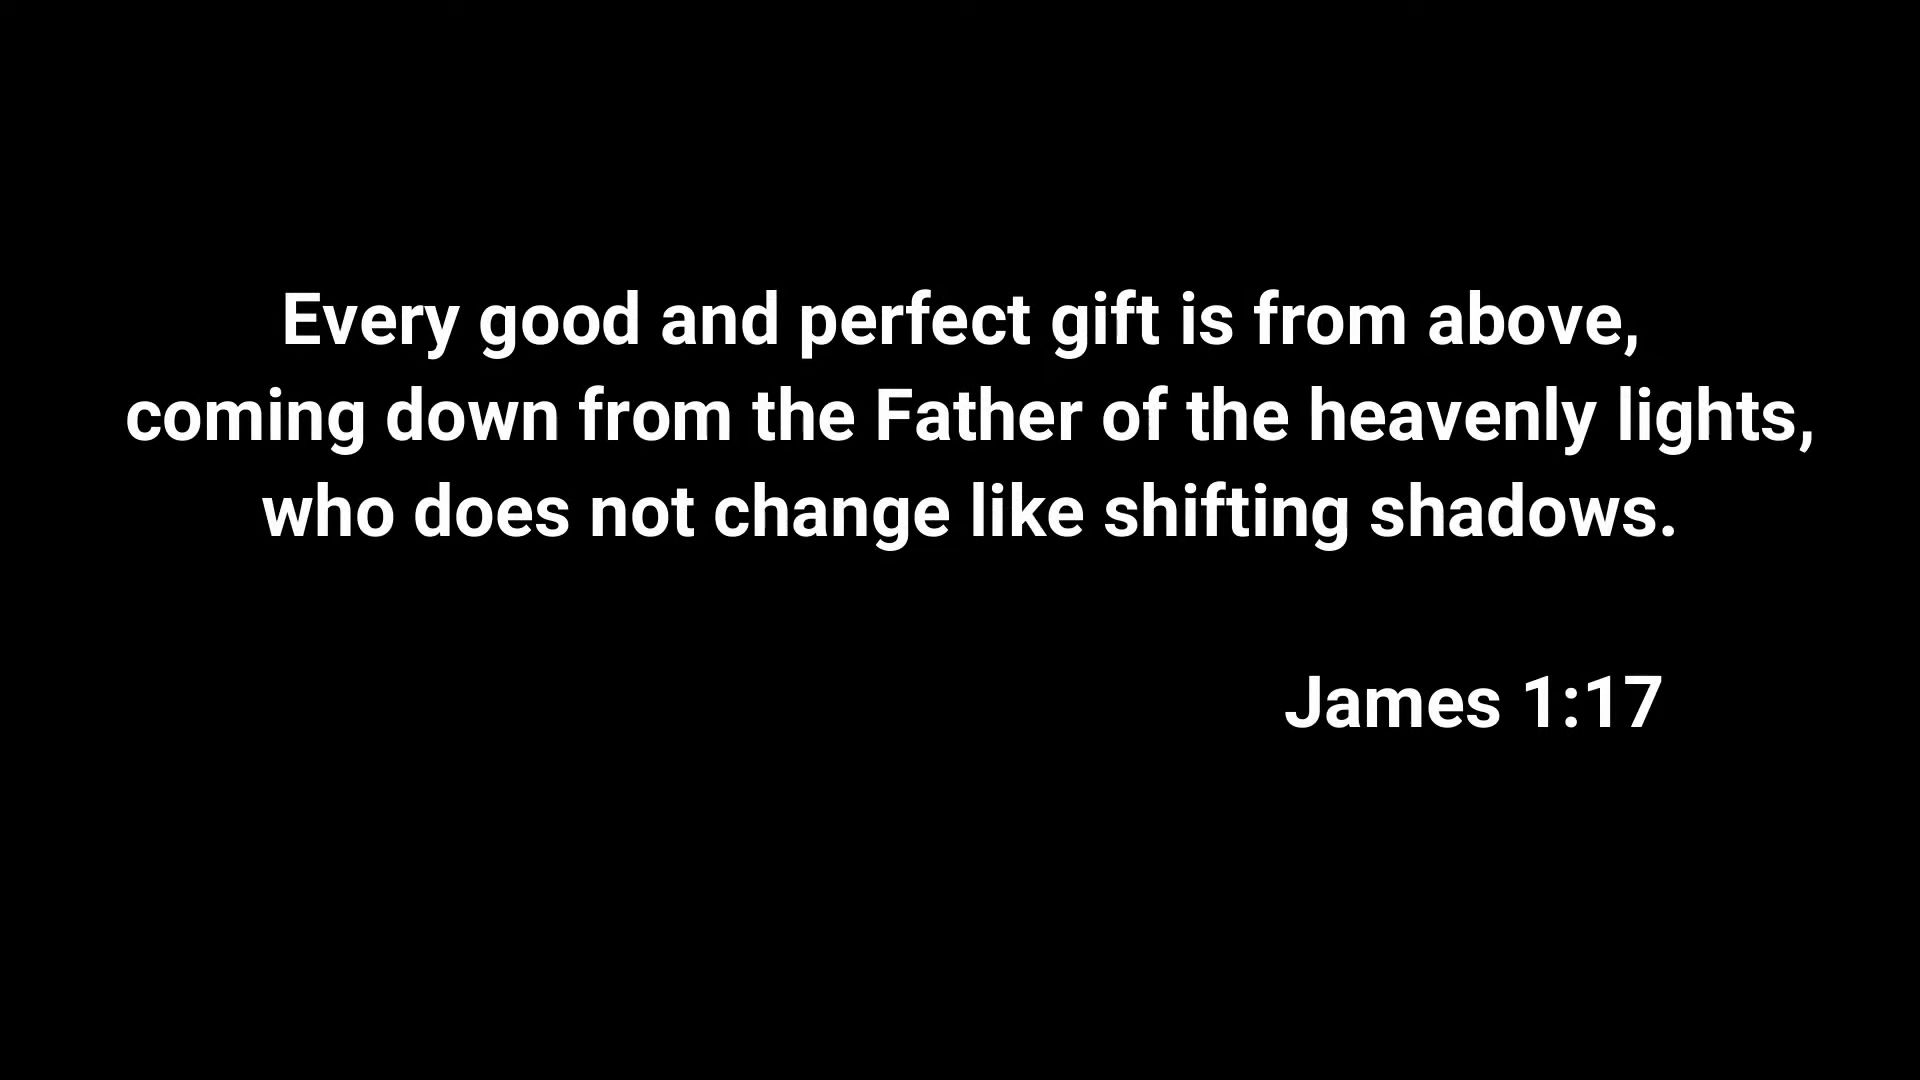 Every good and perfect gift is from above,
coming down from the Father of the heavenly lights,
who does not change like shifting shadows.
James 1:17